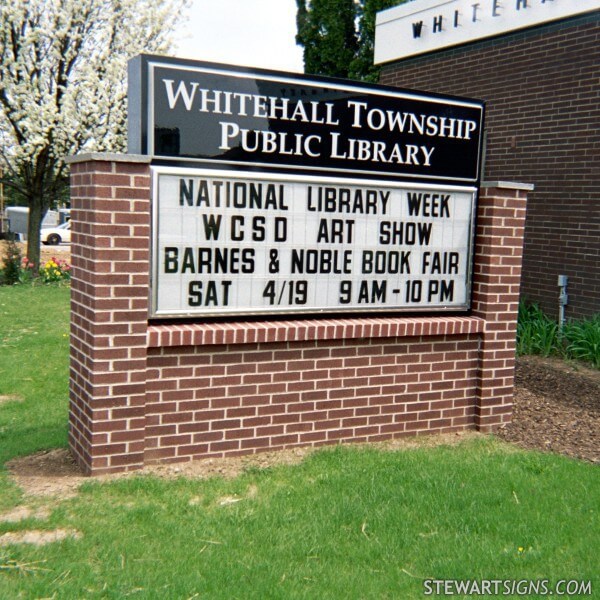 WHITEHA
WHITEHALL TOWNSHIP
PUBLIC LIBRARY
NATIONAL LIBRARY WEEK
WCSD ART SHOW
BARNES & NOBLE BOOK FAIR
SAT 4/19 9 AM - 10 PM
STEWARTSIGNS.COM